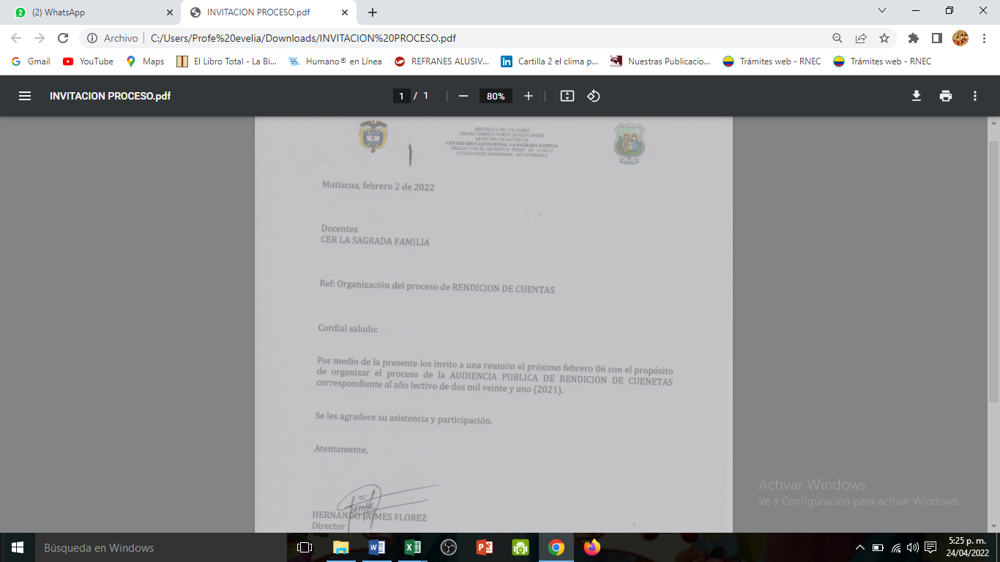 (2) WhatsApp
INVITACION PROCESO.pdf
Archivo
C:/Users/Profe%20evelia/Downloads/INVITACION%20PROCESO.pdf
Gmail
YouTube
Maps
El Libro Total - La Bi...
Humano® en Línea
REFRANES ALUSIV...
Cartilla 2 el clima p...
Nuestras Publicacio...
Trámites web - RNEC
Trámites web - RNEC
INVITACION PROCESO.pdf
1 / 1
80%
REPUBLICA DE COLOMBIA
DEPARTAMENTO NORTE DE SANTANDER
MUNICIPIO DE MUTISCUA
CENTRO EDUCATIVO RURAL LA SAGRADA FAMILIA
CREADO CON EL DECRETO N
CODIGO DANE
Mutiscua, febrero 2 de 2022
Docentes
CER LA SAGRADA FAMILIA
Ref: Organización del proceso de RENDICION DE CUENTAS
Cordial saludo:
Por medio de la presente los invito a una reunión el próximo febrero 06 con el propósito
de organizar el proceso de la AUDIENCIA PUBLICA DE RENDICION DE CUENETAS
correspondiente al año lectivo de dos mil veinte y uno (2021).
Se les agradece su asistencia y participación.
Atentamente,
HERNANDO JAIMES FLOREZ
Director
Activar Windows
Ve a Configuración para activar Windows.
Búsqueda en Windows
5:25 p. m.
24/04/2022